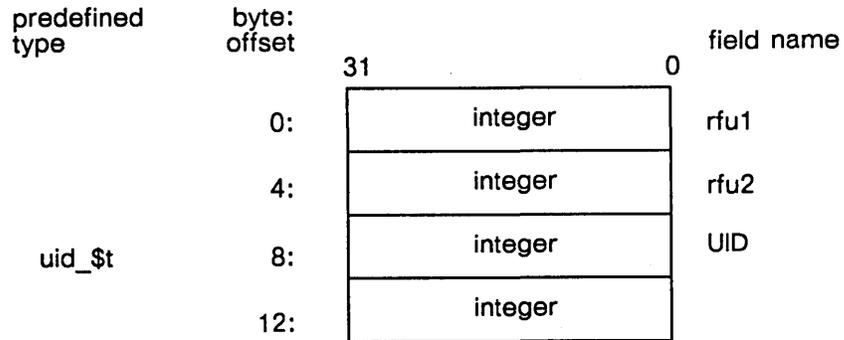 predefined byte:
type offset field name
31 0
0: integer rfu1
4: integer rfu2
uid_$t 8: integer UID
12: integer